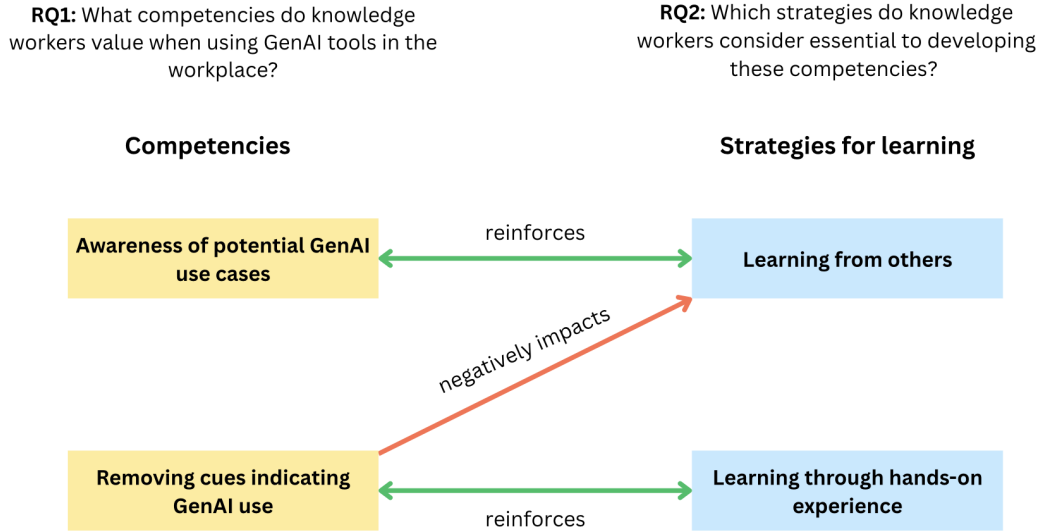 RQ1: What competencies do knowledge
workers value when using GenAI tools in the
workplace?
RQ2: Which strategies do knowledge
workers consider essential to developing
these competencies?
Competencies
Strategies for learning
Awareness of potential GenAI
use cases
reinforces
Learning from others
negatively impacts
Removing cues indicating
GenAI use
reinforces
Learning through hands-on
experience